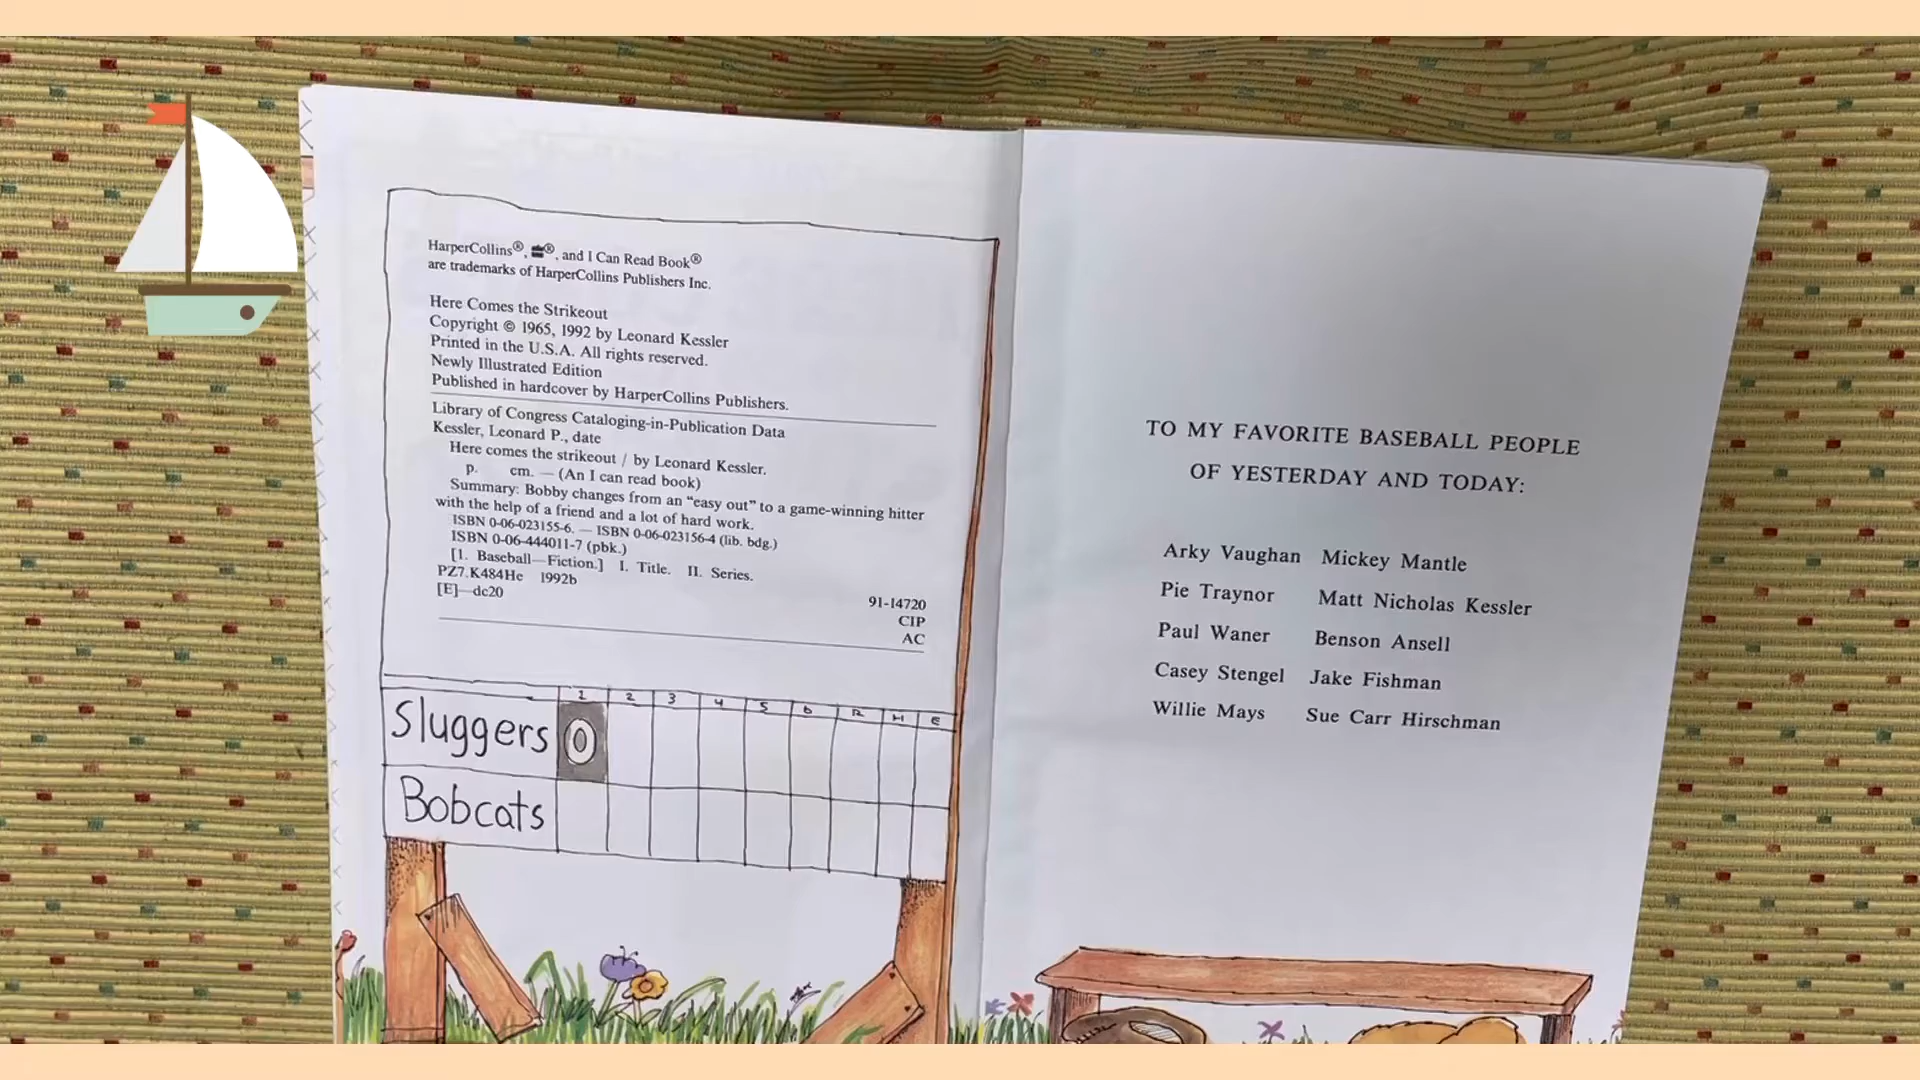 HarperCollins®, ®, and I Can Read Book®
are trademarks of HarperCollins Publishers Inc.
Here Comes the Strikeout
Copyright © 1965, 1992 by Leonard Kessler
Printed in the U.S.A. All rights reserved.
Newly Illustrated Edition
Published in hardcover by HarperCollins Publishers.
Library of Congress Cataloging-in-Publication Data
Kessler, Leonard P., date
Here comes the strikeout / by Leonard Kessler.
p. cm. — (An I can read book)
Summary: Bobby changes from an “easy out” to a game-winning hitter
with the help of a friend and a lot of hard work.
ISBN 0-06-023155-6. — ISBN 0-06-023156-4 (lib. bdg.)
ISBN 0-06-444011-7 (pbk.)
[1. Baseball—Fiction.] I. Title. II. Series.
PZ7.K484He 1992b
[E]—dc20
91-14720
CIP
AC
1 2 3 4 5 6 R H E
Sluggers 0
Bobcats
TO MY FAVORITE BASEBALL PEOPLE
OF YESTERDAY AND TODAY:
Arky Vaughan Mickey Mantle
Pie Traynor Matt Nicholas Kessler
Paul Waner Benson Ansell
Casey Stengel Jake Fishman
Willie Mays Sue Carr Hirschman